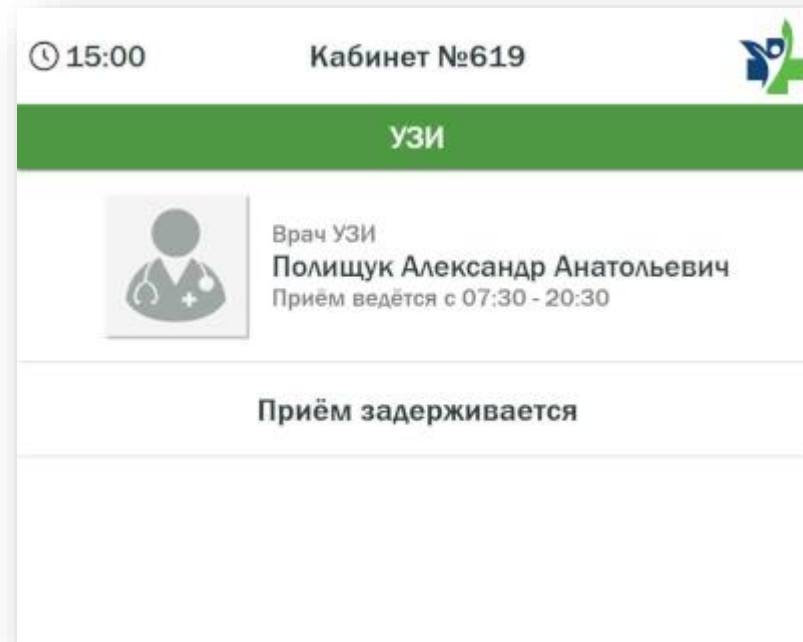 15:00
Кабинет №619
УЗИ
Врач УЗИ
Полищук Александр Анатольевич
Приём ведётся с 07:30 - 20:30
Приём задерживается